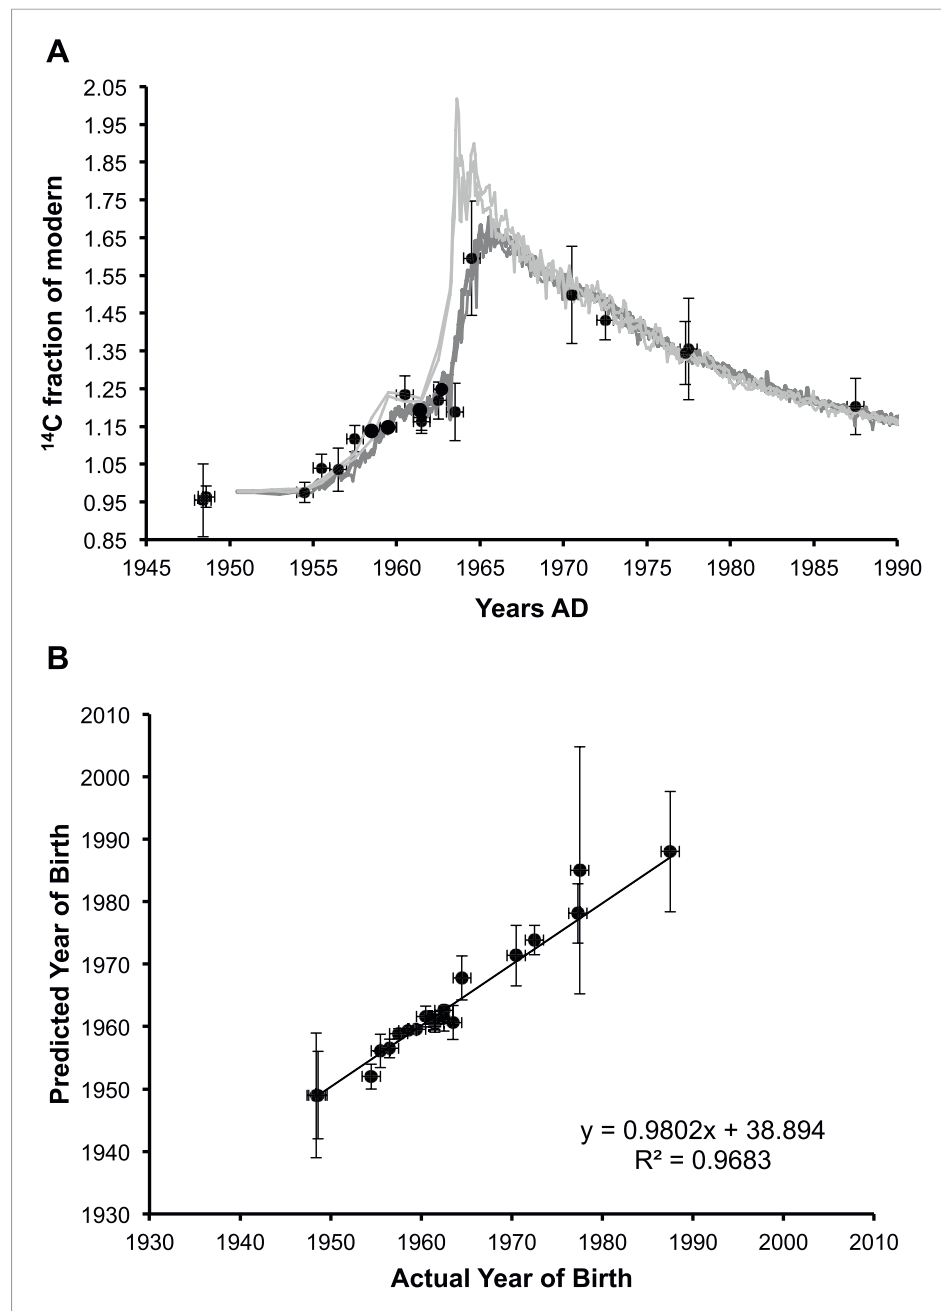 A
2.05
1.95
1.85
1.75
1.65
1.55
1.45
1.35
1.25
1.15
1.05
0.95
0.85
¹⁴C fraction of modern
1945 1950 1955 1960 1965 1970 1975 1980 1985 1990
Years AD
B
2010
2000
1990
1980
1970
1960
1950
1940
1930
Predicted Year of Birth
y = 0.9802x + 38.894
R² = 0.9683
1930 1940 1950 1960 1970 1980 1990 2000 2010
Actual Year of Birth